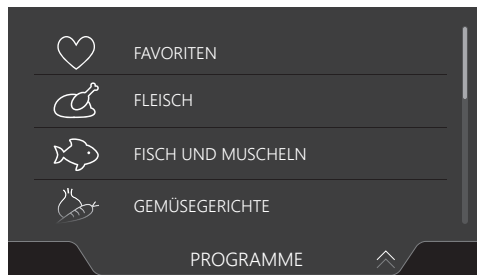 FAVORITEN
FLEISCH
FISCH UND MUSCHELN
GEMÜSEGERICHTE
PROGRAMME